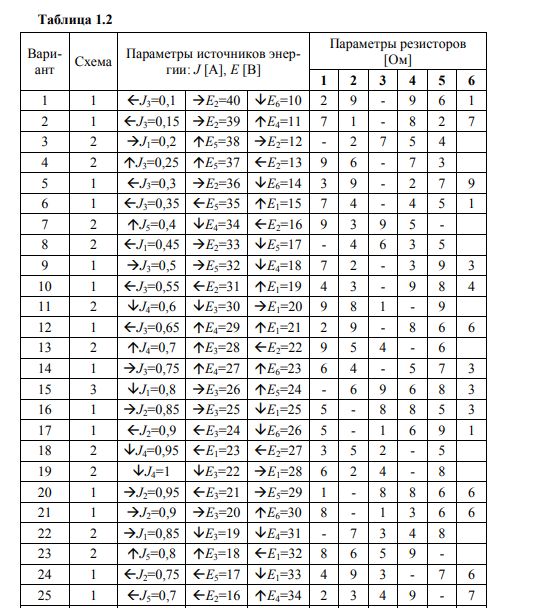 Таблица 1.2
Вари-
ант
Схема
Параметры источников энер-
гии: J [А], E [В]
Параметры резисторов
[Ом]
1 2 3 4 5 6
1 1 ←J3=0,1 →E2=40 ↓E6=10 2 9 - 9 6 1
2 1 ←J3=0,15 →E2=39 ↑E4=11 7 1 - 8 2 7
3 2 →J1=0,2 ↑E5=38 →E2=12 - 2 7 5 4
4 2 ↑J3=0,25 ↑E5=37 ←E2=13 9 6 - 7 3
5 1 ←J3=0,3 →E2=36 ↓E6=14 3 9 - 2 7 9
6 1 ←J3=0,35 ←E5=35 ↑E1=15 7 4 - 4 5 1
7 2 ↑J5=0,4 ↓E4=34 ←E2=16 9 3 9 5 -
8 2 ←J1=0,45 →E2=33 ↓E5=17 - 4 6 3 5
9 1 →J3=0,5 →E5=32 ↓E4=18 7 2 - 3 9 3
10 1 ←J3=0,55 ←E2=31 ↑E1=19 4 3 - 9 8 4
11 2 ↓J4=0,6 ↓E3=30 →E1=20 9 8 1 - 9
12 1 ←J3=0,65 ↑E4=29 ↑E1=21 2 9 - 8 6 6
13 2 ↑J4=0,7 ↑E3=28 ←E2=22 9 5 4 - 6
14 1 →J3=0,75 ↑E4=27 ↑E6=23 6 4 - 5 7 3
15 3 ↓J1=0,8 →E3=26 ↑E5=24 - 6 9 6 8 3
16 1 →J2=0,85 →E3=25 ↓E1=25 5 - 8 8 5 3
17 1 ←J2=0,9 ←E3=24 ↓E6=26 5 - 1 6 9 1
18 2 ↓J4=0,95 ←E1=23 ←E2=27 3 5 2 - 5
19 2 ↓J4=1 ↓E3=22 →E1=28 6 2 4 - 8
20 1 →J2=0,95 ←E3=21 →E5=29 1 - 8 8 6 6
21 1 →J2=0,9 →E3=20 ↑E6=30 8 - 1 3 6 6
22 2 →J1=0,85 ↓E3=19 ↓E4=31 - 7 3 4 8
23 2 ↑J5=0,8 ↑E3=18 ←E1=32 8 6 5 9 -
24 1 ←J2=0,75 ←E5=17 ↓E1=33 4 9 3 - 7 6
25 1 ←J5=0,7 ←E2=16 ↑E4=34 2 3 4 9 - 7